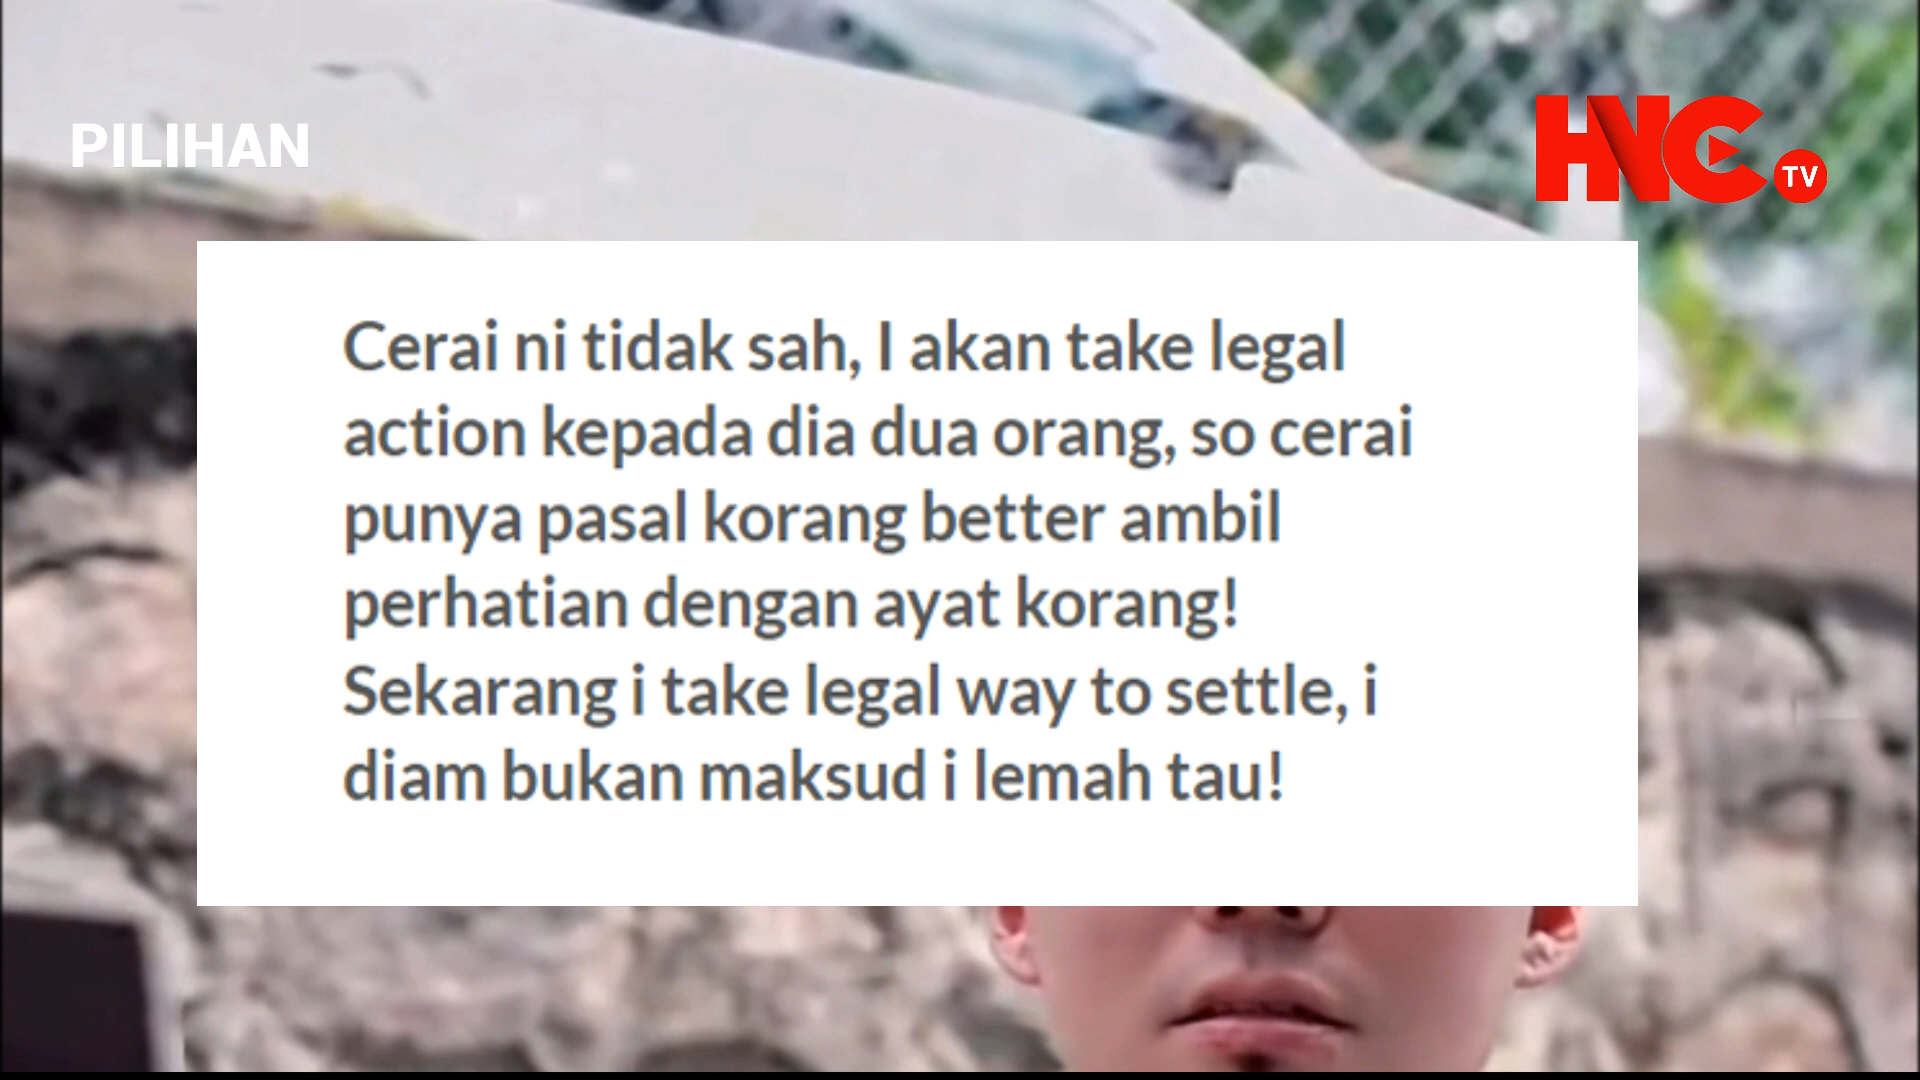 PILIHAN
HNC TV
Cerai ni tidak sah, I akan take legal
action kepada dia dua orang, so cerai
punya pasal korang better ambil
perhatian dengan ayat korang!
Sekarang i take legal way to settle, i
diam bukan maksud i lemah tau!